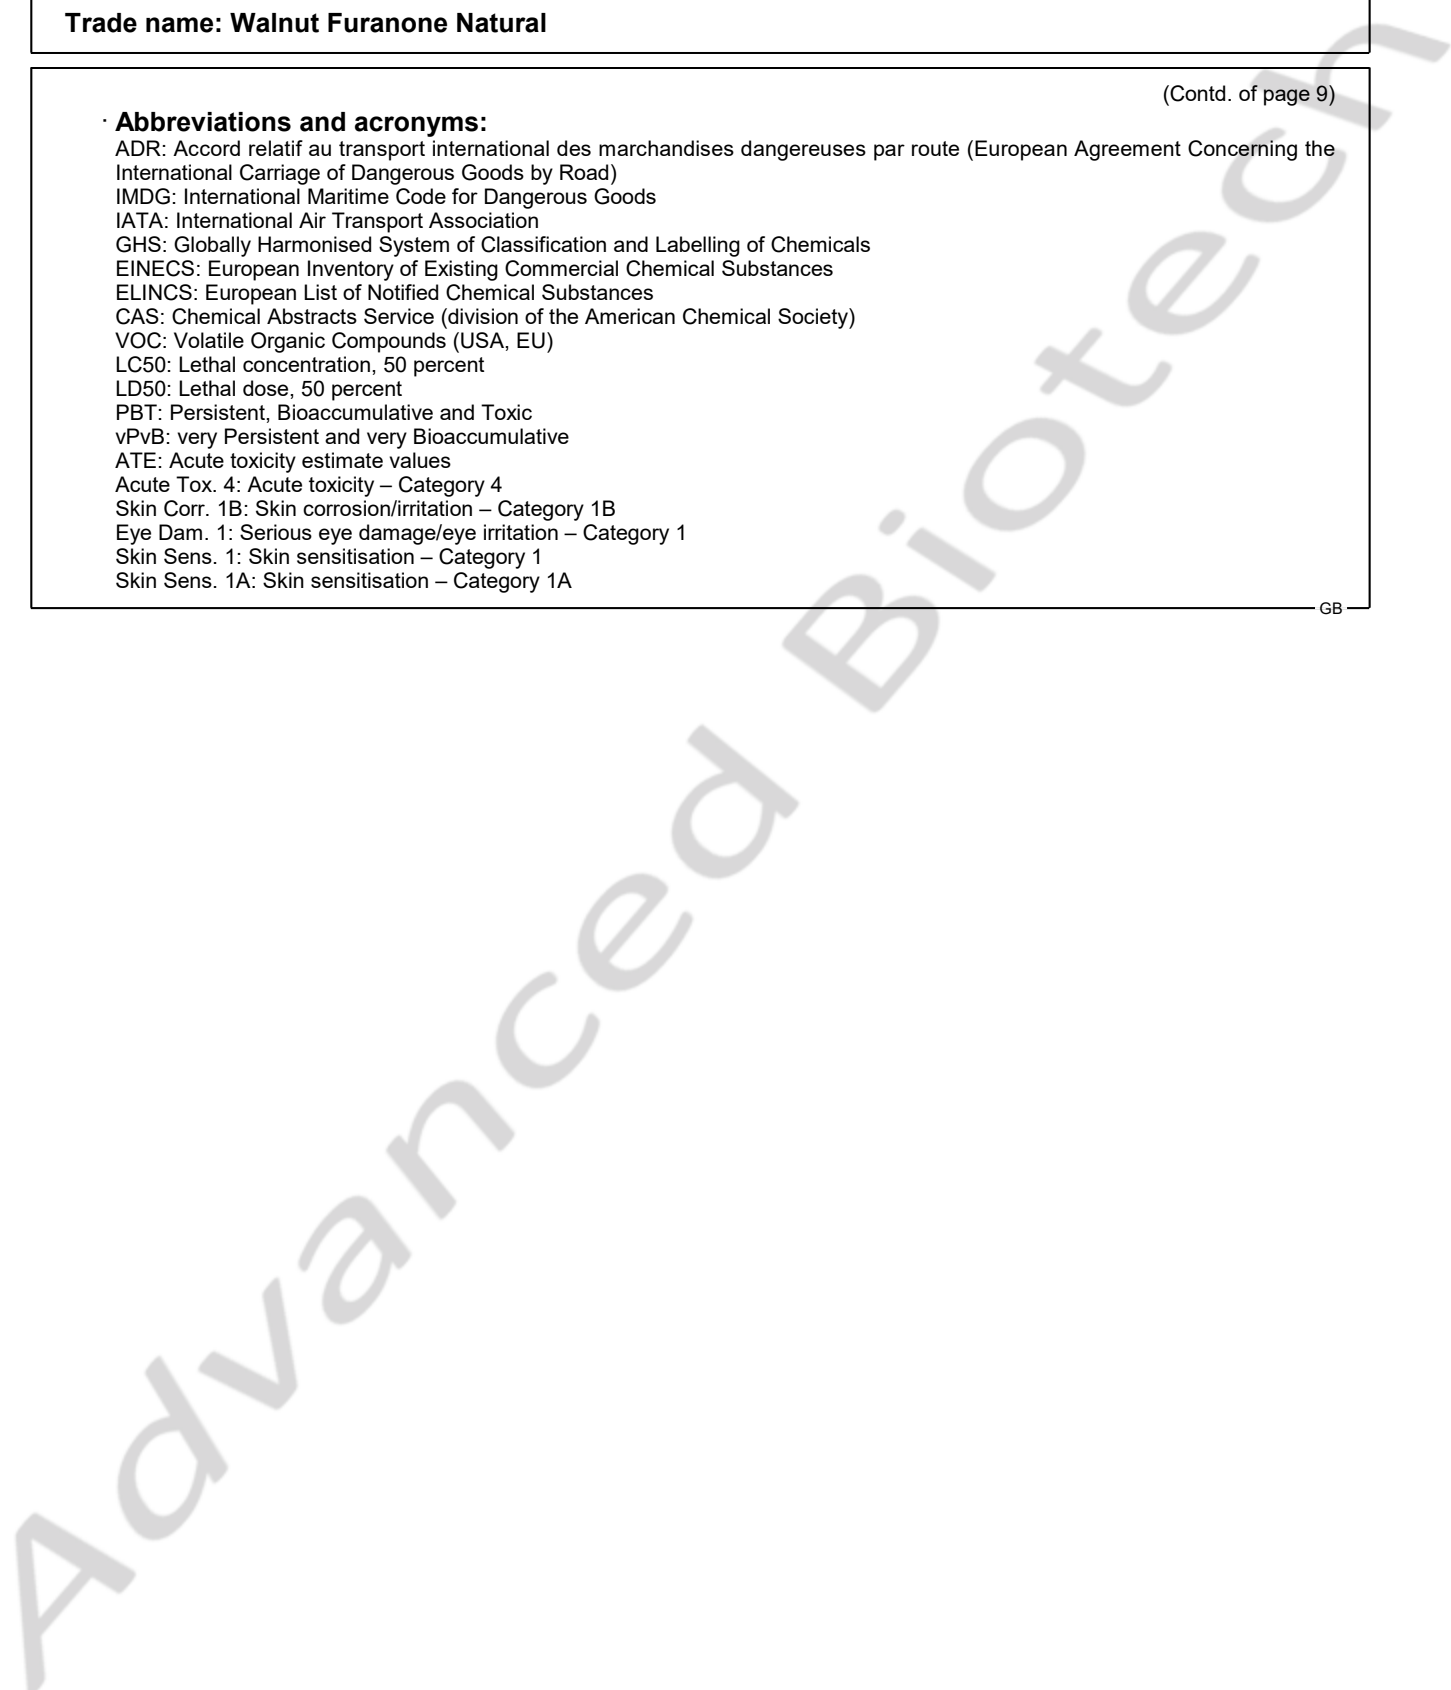 Trade name: Walnut Furanone Natural
(Contd. of page 9)
· Abbreviations and acronyms:
ADR: Accord relatif au transport international des marchandises dangereuses par route (European Agreement Concerning the
International Carriage of Dangerous Goods by Road)
IMDG: International Maritime Code for Dangerous Goods
IATA: International Air Transport Association
GHS: Globally Harmonised System of Classification and Labelling of Chemicals
EINECS: European Inventory of Existing Commercial Chemical Substances
ELINCS: European List of Notified Chemical Substances
CAS: Chemical Abstracts Service (division of the American Chemical Society)
VOC: Volatile Organic Compounds (USA, EU)
LC50: Lethal concentration, 50 percent
LD50: Lethal dose, 50 percent
PBT: Persistent, Bioaccumulative and Toxic
vPvB: very Persistent and very Bioaccumulative
ATE: Acute toxicity estimate values
Acute Tox. 4: Acute toxicity – Category 4
Skin Corr. 1B: Skin corrosion/irritation – Category 1B
Eye Dam. 1: Serious eye damage/eye irritation – Category 1
Skin Sens. 1: Skin sensitisation – Category 1
Skin Sens. 1A: Skin sensitisation – Category 1A
GB
Advanced Biotech